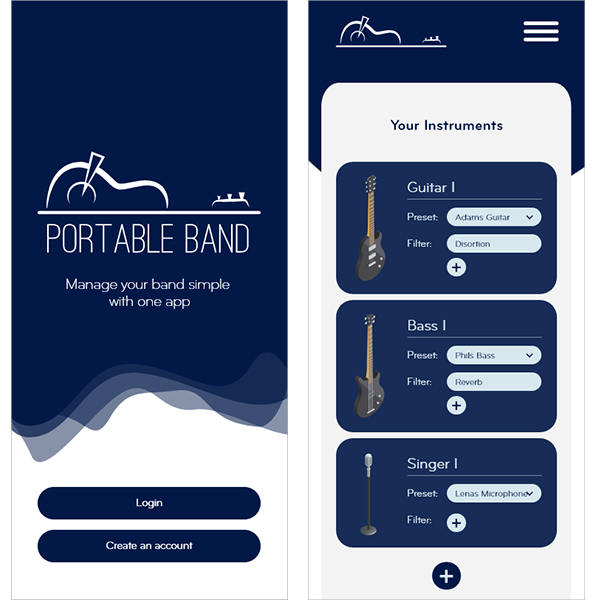 PORTABLE BAND
Manage your band simple
with one app
Login
Create an account
Your Instruments
Guitar I
Preset: Adams Guitar
Filter: Disortion
Bass I
Preset: Phils Bass
Filter: Reverb
Singer I
Preset: Lenas Microphone
Filter: